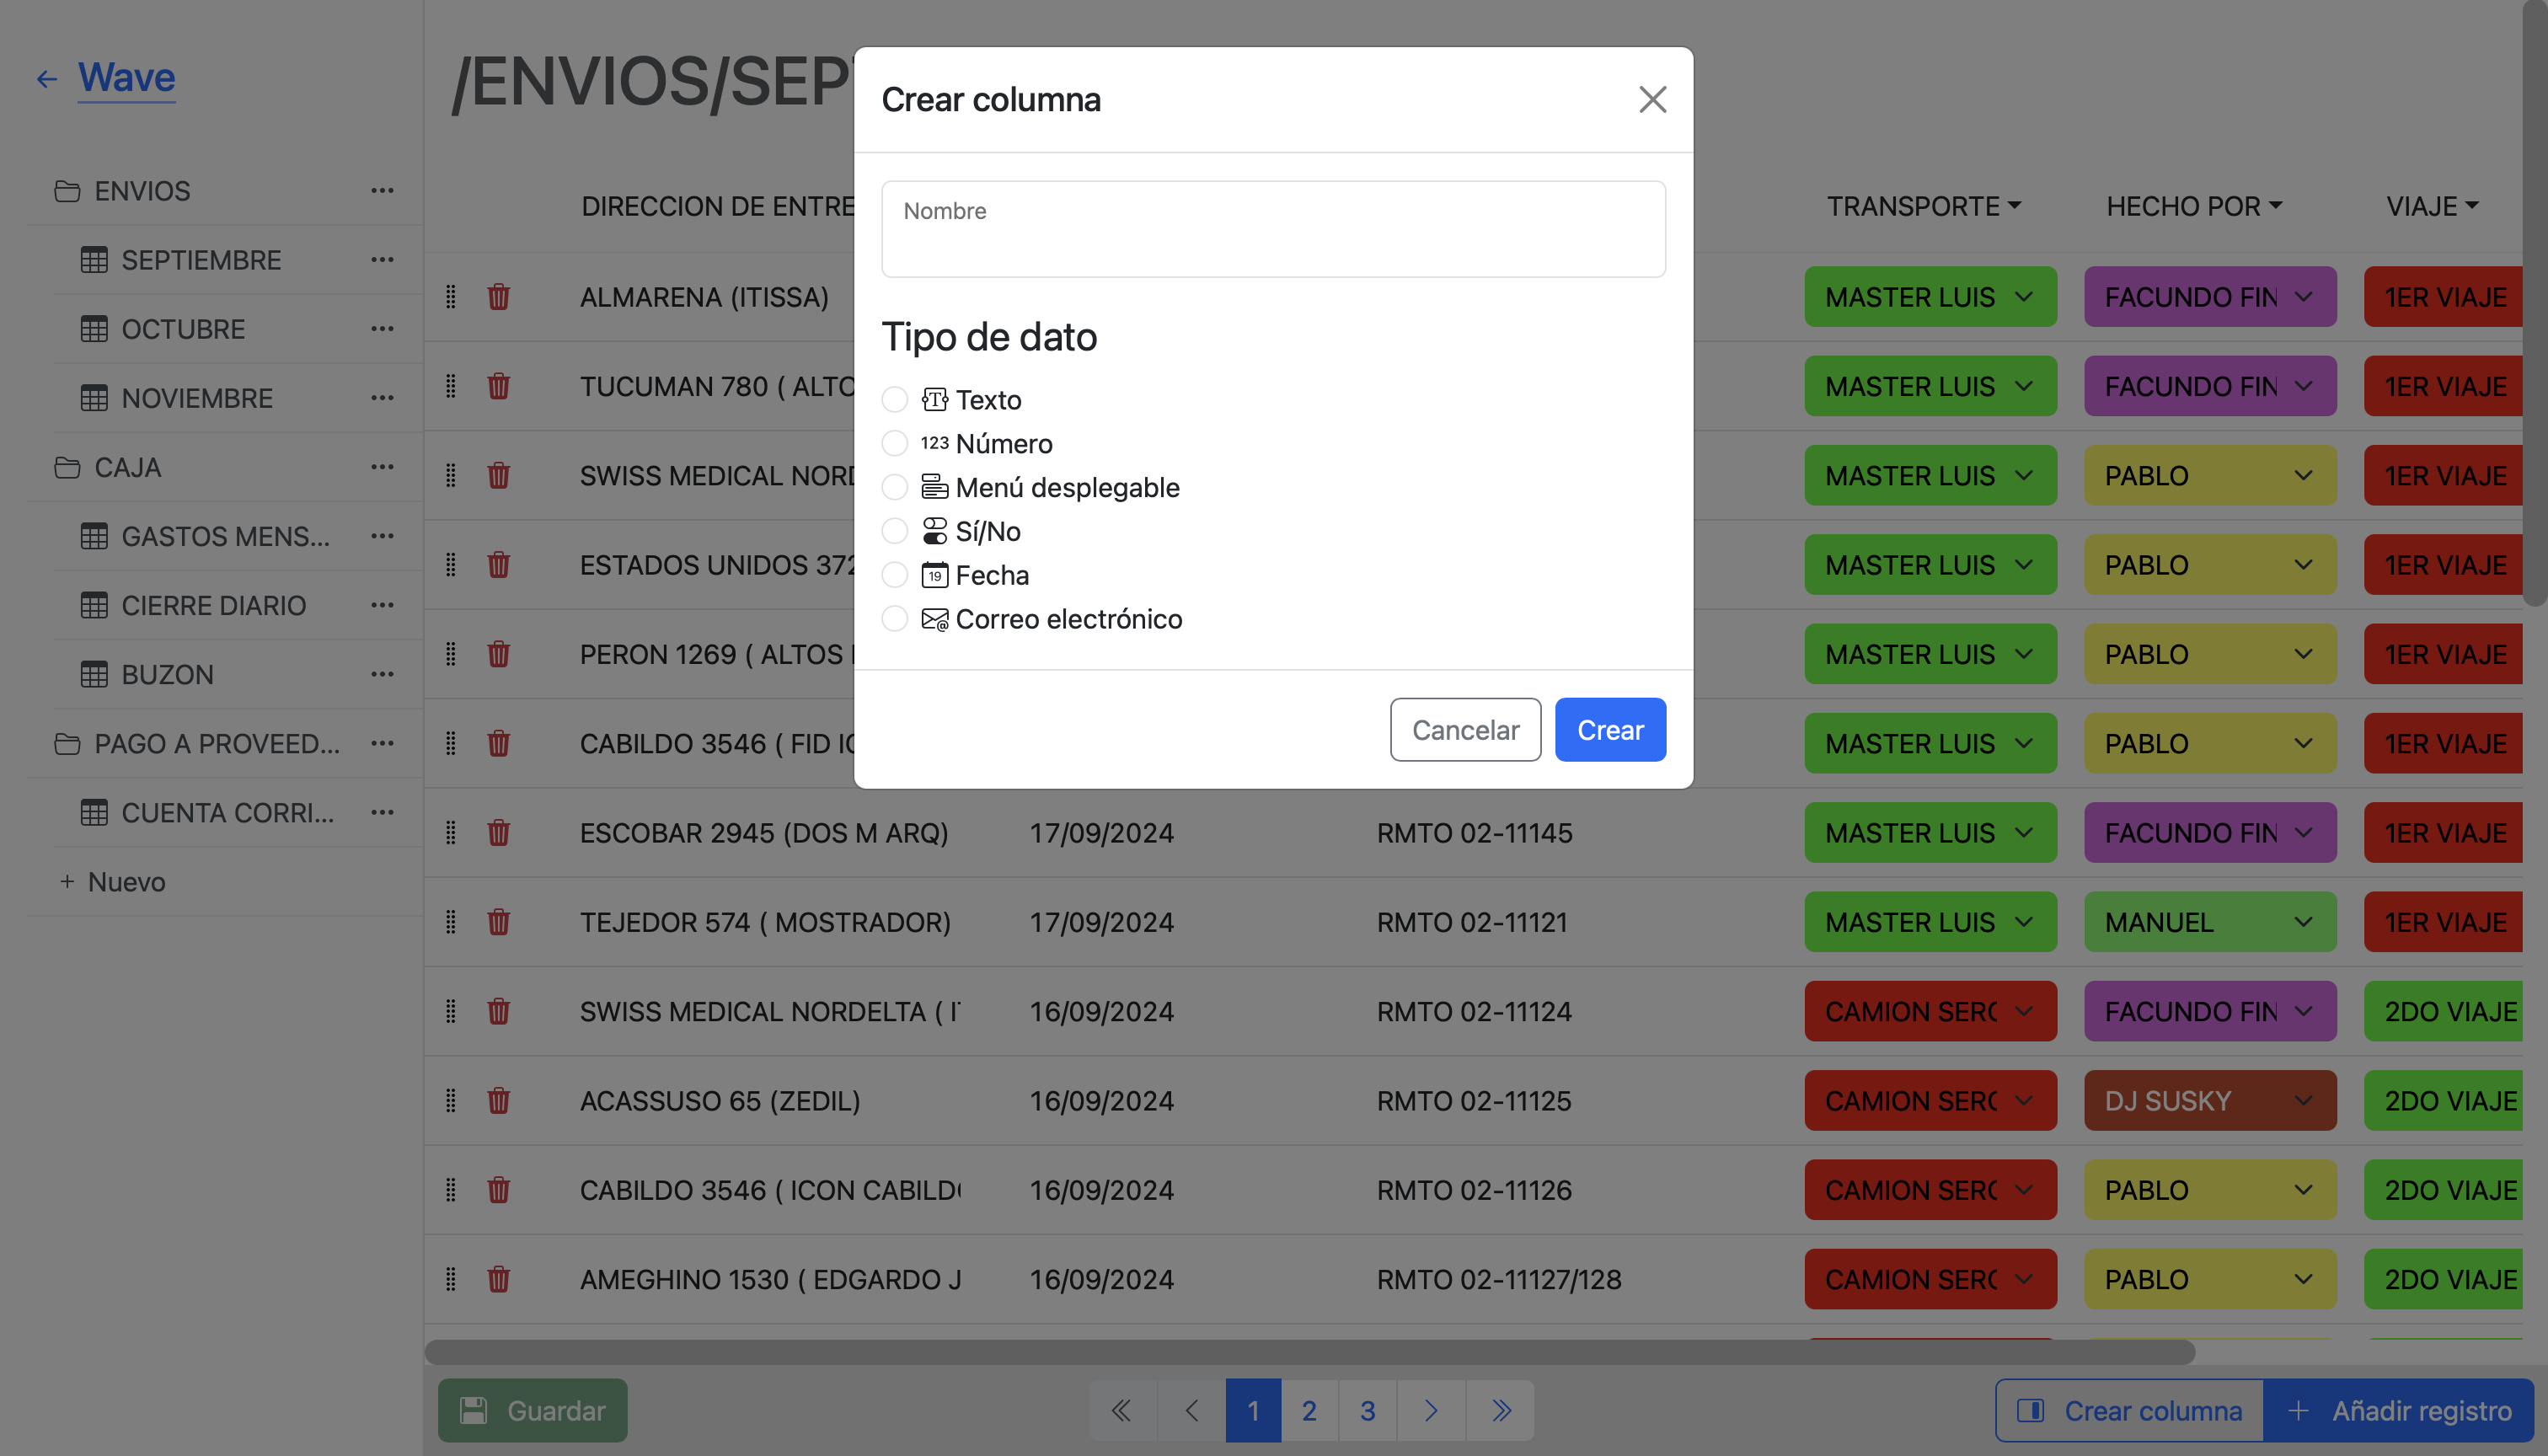 Wave
ENVIOS
SEPTIEMBRE
OCTUBRE
NOVIEMBRE
CAJA
GASTOS MENS...
CIERRE DIARIO
BUZON
PAGO A PROVEED...
CUENTA CORRI...
+ Nuevo
/ENVIOS/SEP
DIRECCION DE ENTRE TRANSPORTE HECHO POR VIAJE
ALMARENA (ITISSA) MASTER LUIS FACUNDO FIN 1ER VIAJE
TUCUMAN 780 ( ALTO MASTER LUIS FACUNDO FIN 1ER VIAJE
SWISS MEDICAL NORD MASTER LUIS PABLO 1ER VIAJE
ESTADOS UNIDOS 372 MASTER LUIS PABLO 1ER VIAJE
PERON 1269 ( ALTOS MASTER LUIS PABLO 1ER VIAJE
CABILDO 3546 ( FID IC MASTER LUIS PABLO 1ER VIAJE
ESCOBAR 2945 (DOS M ARQ) 17/09/2024 RMTO 02-11145 MASTER LUIS FACUNDO FIN 1ER VIAJE
TEJEDOR 574 ( MOSTRADOR) 17/09/2024 RMTO 02-11121 MASTER LUIS MANUEL 1ER VIAJE
SWISS MEDICAL NORDELTA ( IT 16/09/2024 RMTO 02-11124 CAMION SERG FACUNDO FIN 2DO VIAJE
ACASSUSO 65 (ZEDIL) 16/09/2024 RMTO 02-11125 CAMION SERG DJ SUSKY 2DO VIAJE
CABILDO 3546 ( ICON CABILDO 16/09/2024 RMTO 02-11126 CAMION SERG PABLO 2DO VIAJE
AMEGHINO 1530 ( EDGARDO J 16/09/2024 RMTO 02-11127/128 CAMION SERG PABLO 2DO VIAJE
Guardar
« ‹ 1 2 3 › »
Crear columna
+ Añadir registro
Crear columna
Nombre
Tipo de dato
Texto
123 Número
Menú desplegable
Sí/No
19 Fecha
Correo electrónico
Cancelar
Crear